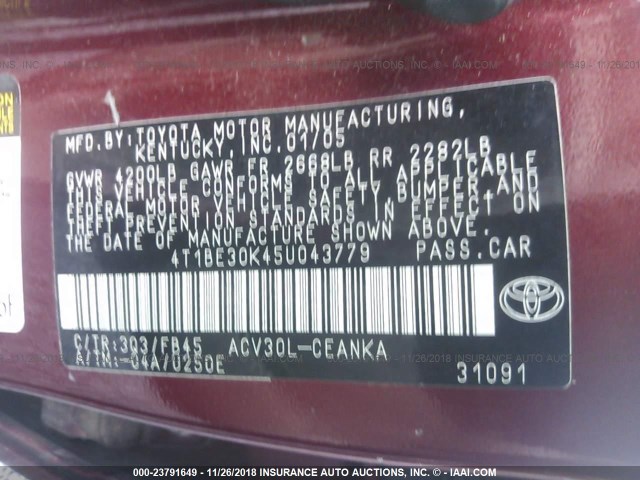 MFD. BY: TOYOTA MOTOR MANUFACTURING,
KENTUCKY, INC. 01/05
GVWR 4200LB GAWR FR 2668LB RR 2282LB
THIS VEHICLE CONFORMS TO ALL APPLICABLE
FEDERAL MOTOR VEHICLE SAFETY, BUMPER, AND
THEFT PREVENTION STANDARDS IN EFFECT ON
THE DATE OF MANUFACTURE SHOWN ABOVE.
4T1BE30K45U043779 PASS.CAR
C/TR:3Q3/FB45 ACV30L-CEANKA
A/TM:-04A/U250E
31091
000-23791649 - 11/26/2018 INSURANCE AUTO AUCTIONS, INC. - © - IAAI.COM